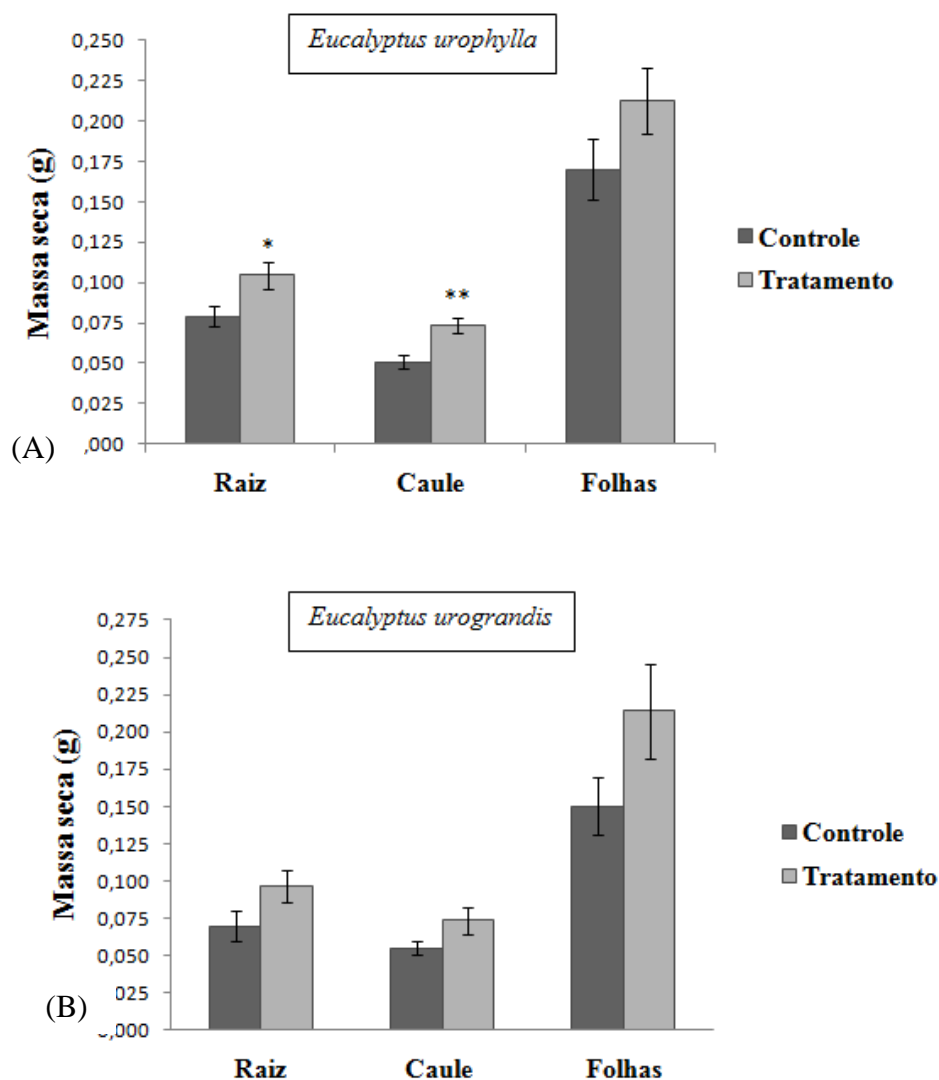 Eucalyptus urophylla
Massa seca (g)
0,250
0,225
0,200
0,175
0,150
0,125
0,100
0,075
0,050
0,025
,000
*
**
Controle
Tratamento
(A)
Raiz Caule Folhas
Eucalyptus urograndis
Massa seca (g)
0,275
0,250
0,225
0,200
0,175
0,150
0,125
0,100
0,075
0,050
,025
,000
Controle
Tratamento
(B)
Raiz Caule Folhas